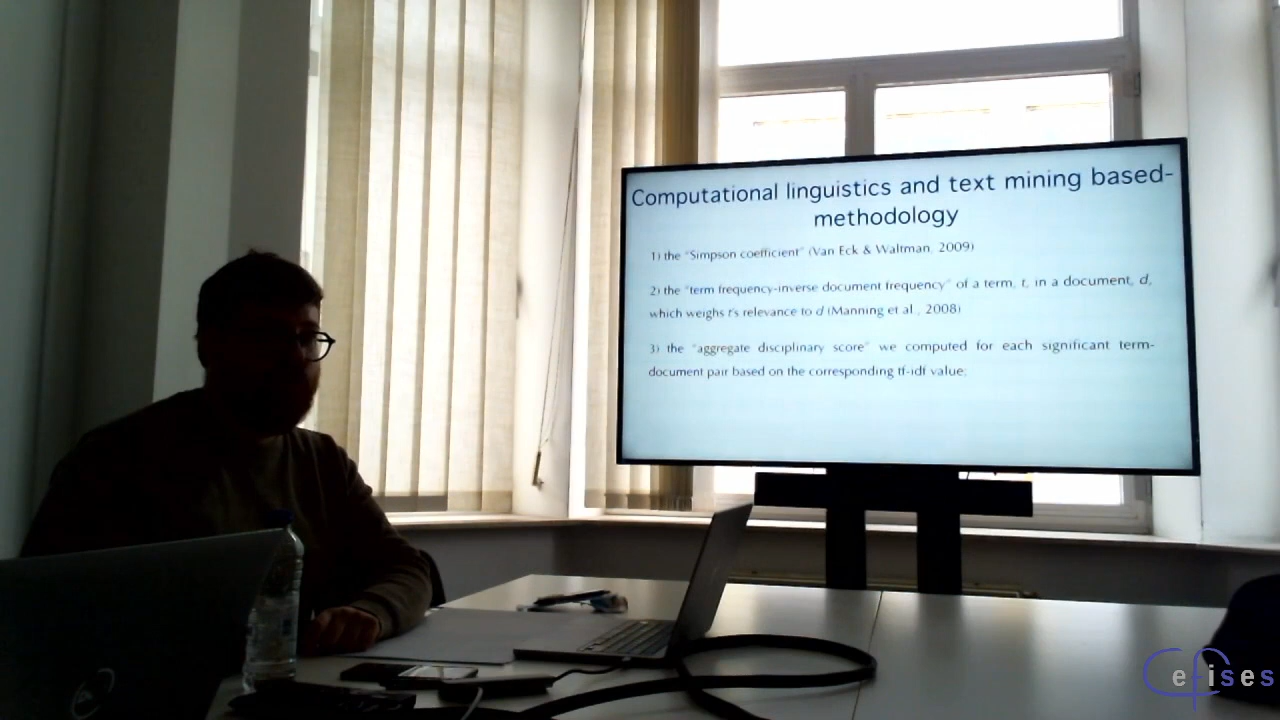 Computational linguistics and text mining based-
methodology
1) the "Simpson coefficient" (Van Eck & Waltman, 2009)
2) the "term frequency-inverse document frequency" of a term, t, in a document, d,
which weighs t's relevance to d (Manning et al., 2008)
3) the "aggregate disciplinary score" we computed for each significant term-
document pair based on the corresponding tf-idf value;
Cefises